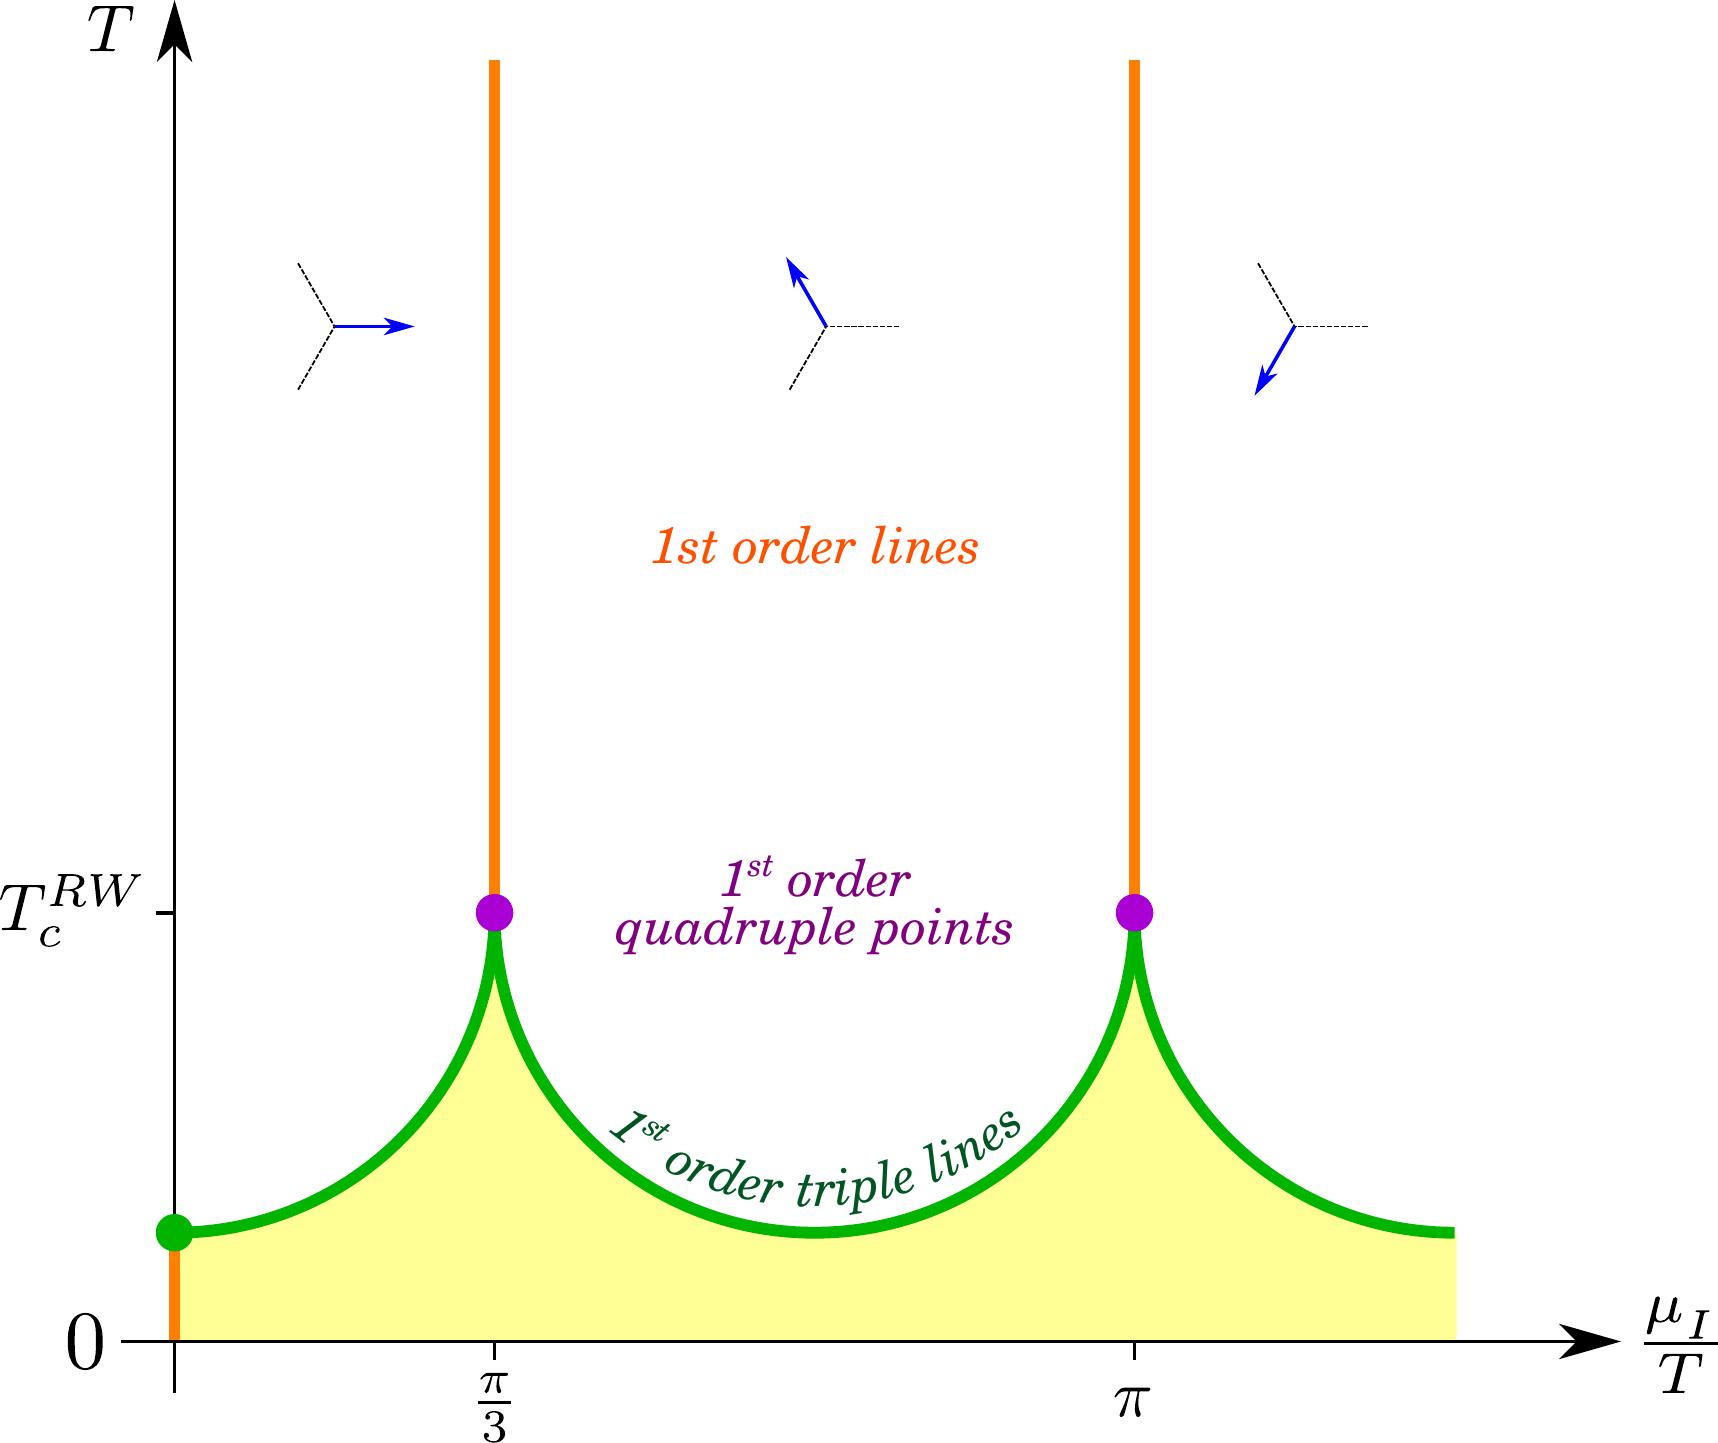 T
1st order lines
1st order
quadruple points
T_c^{RW}
1st order triple lines
0
π/3
π
μ_I/T